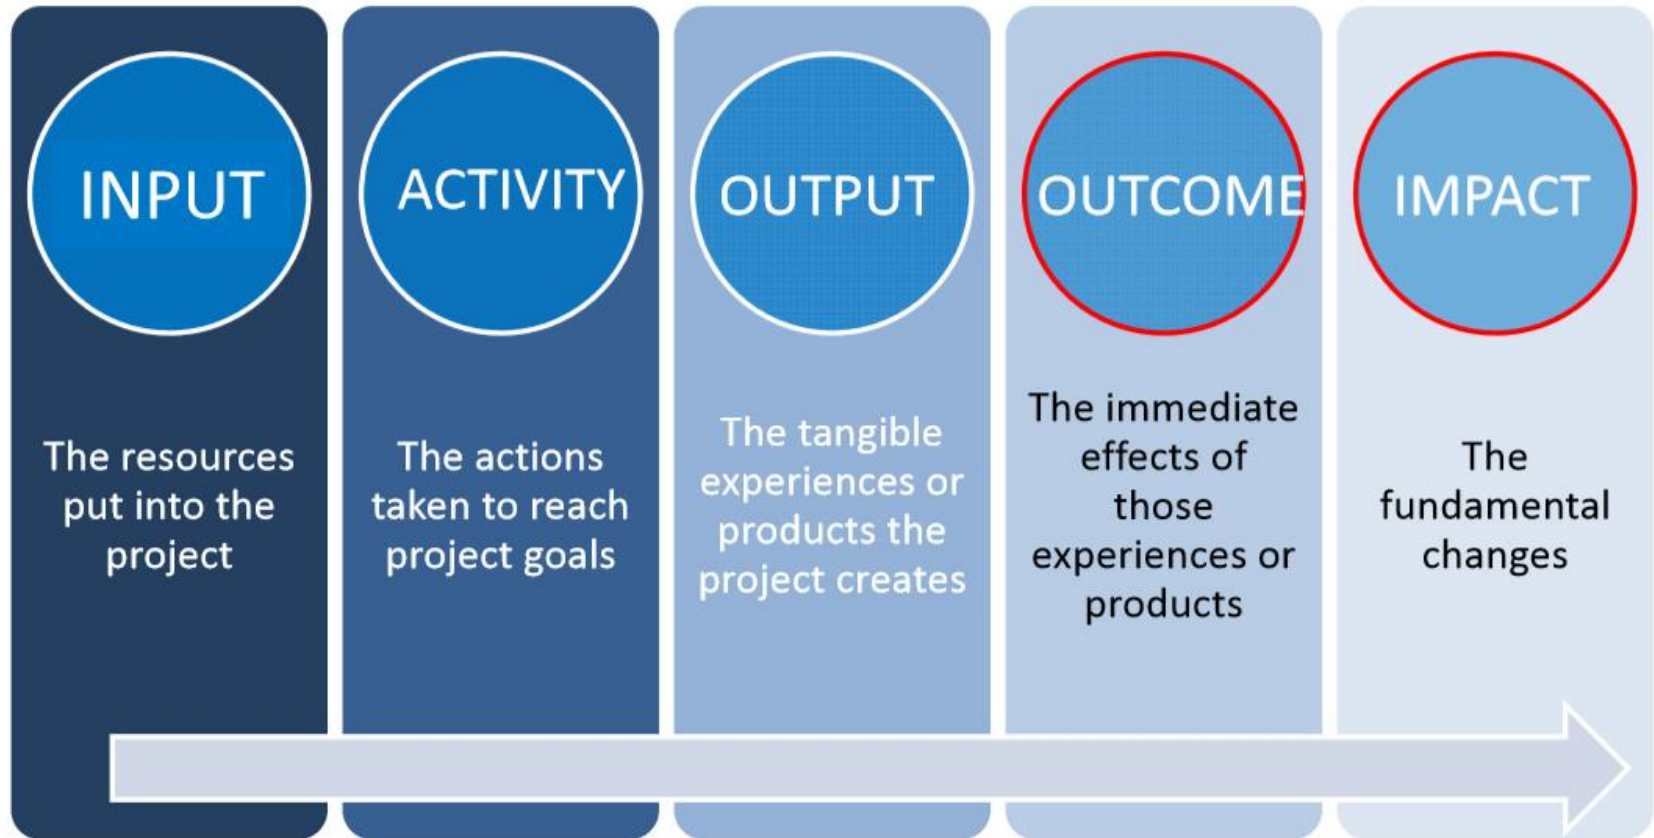 INPUT
The resources
put into the
project
ACTIVITY
The actions
taken to reach
project goals
OUTPUT
The tangible
experiences or
products the
project creates
OUTCOME
The immediate
effects of
those
experiences or
products
IMPACT
The
fundamental
changes